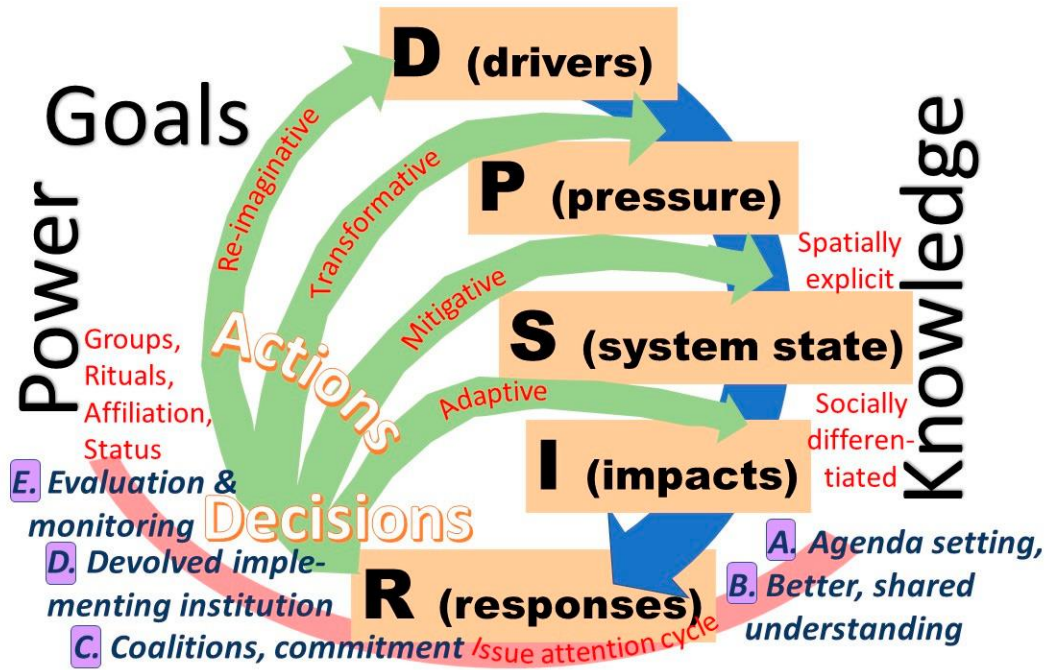 D (drivers)
Goals
Power
Knowledge
Re-imaginative
Transformative
P (pressure)
Mitigative
Spatially
explicit
Actions
S (system state)
Groups,
Rituals,
Affiliation,
Status
Adaptive
Socially
differen-
tiated
I (impacts)
Decisions
R (responses)
A. Agenda setting,
B. Better, shared
understanding
C. Coalitions, commitment
D. Devolved imple-
menting institution
E. Evaluation &
monitoring
Issue attention cycle